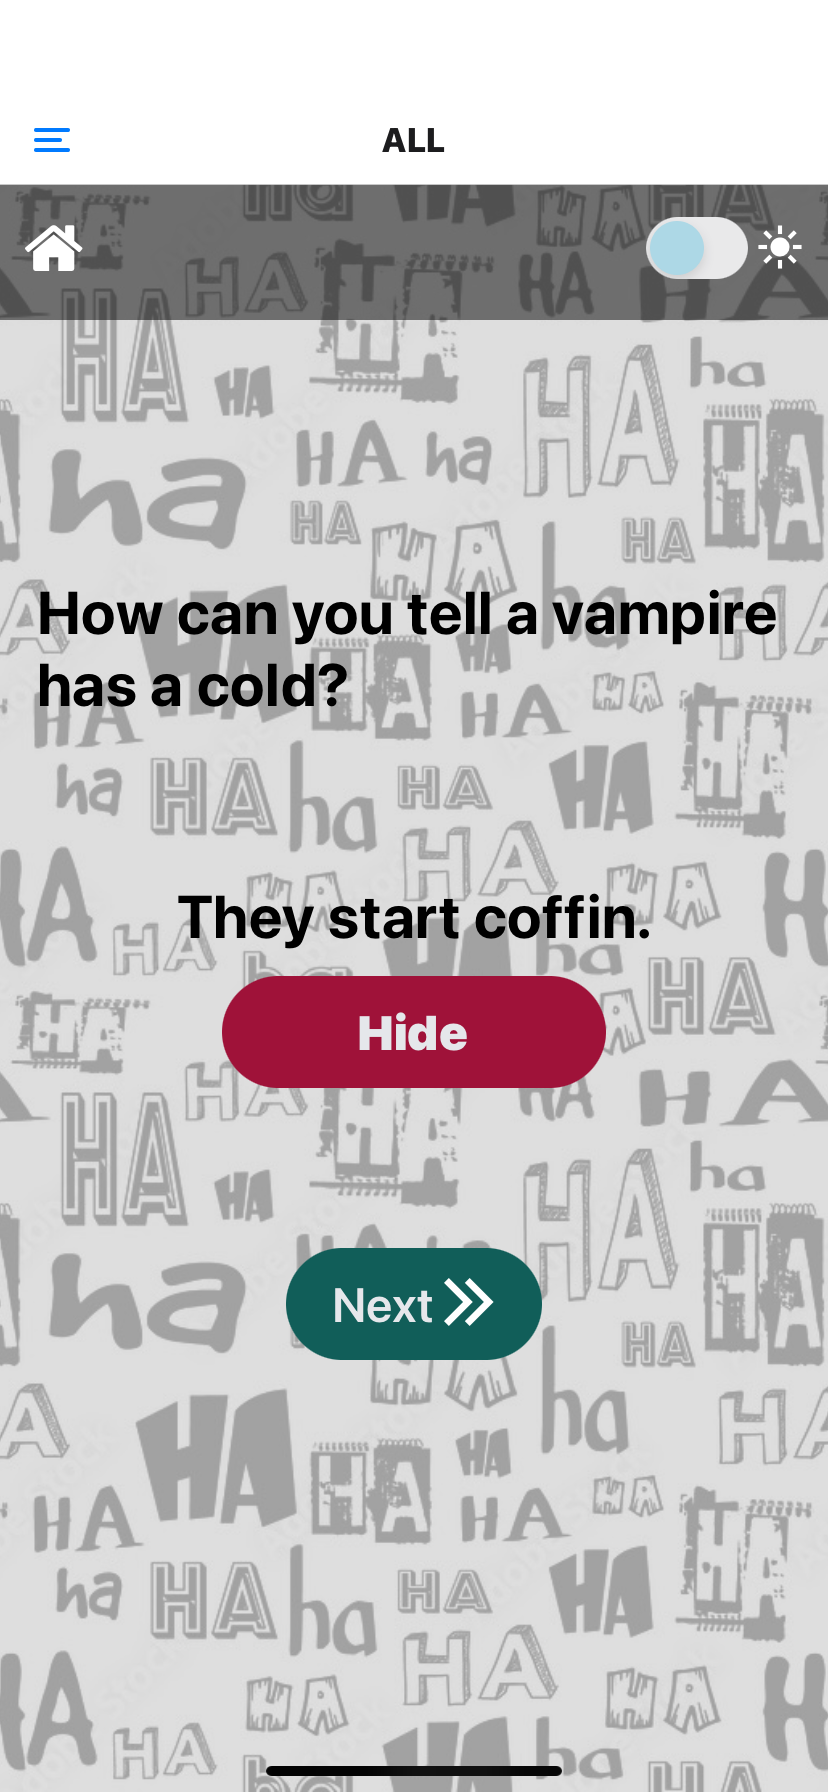 ALL
How can you tell a vampire
has a cold?
They start coffin.
Hide
Next